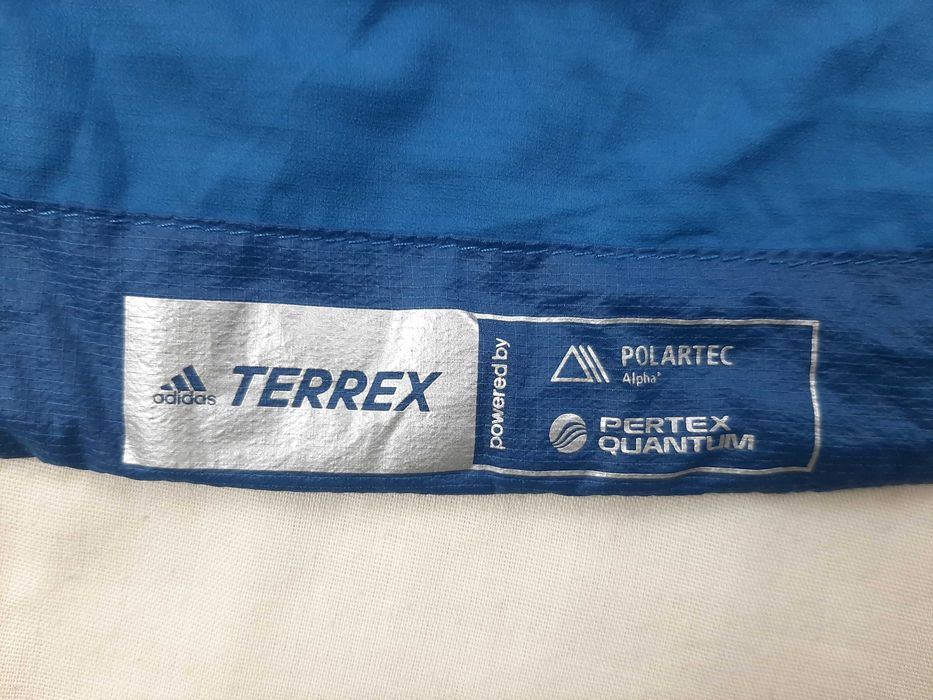 adidas TERREX
powered by
POLARTEC
Alpha®
PERTEX
QUANTUM